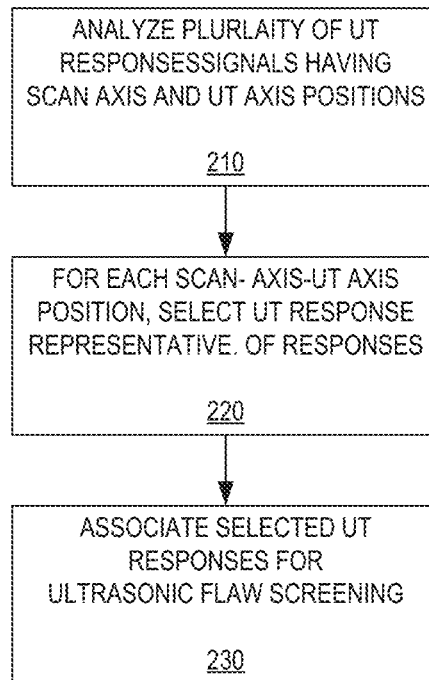 ANALYZE PLURLAITY OF UT
RESPONSESSIGNALS HAVING
SCAN AXIS AND UT AXIS POSITIONS
210
FOR EACH SCAN- AXIS-UT AXIS
POSITION, SELECT UT RESPONSE
REPRESENTATIVE. OF RESPONSES
220
ASSOCIATE SELECTED UT
RESPONSES FOR
ULTRASONIC FLAW SCREENING
230